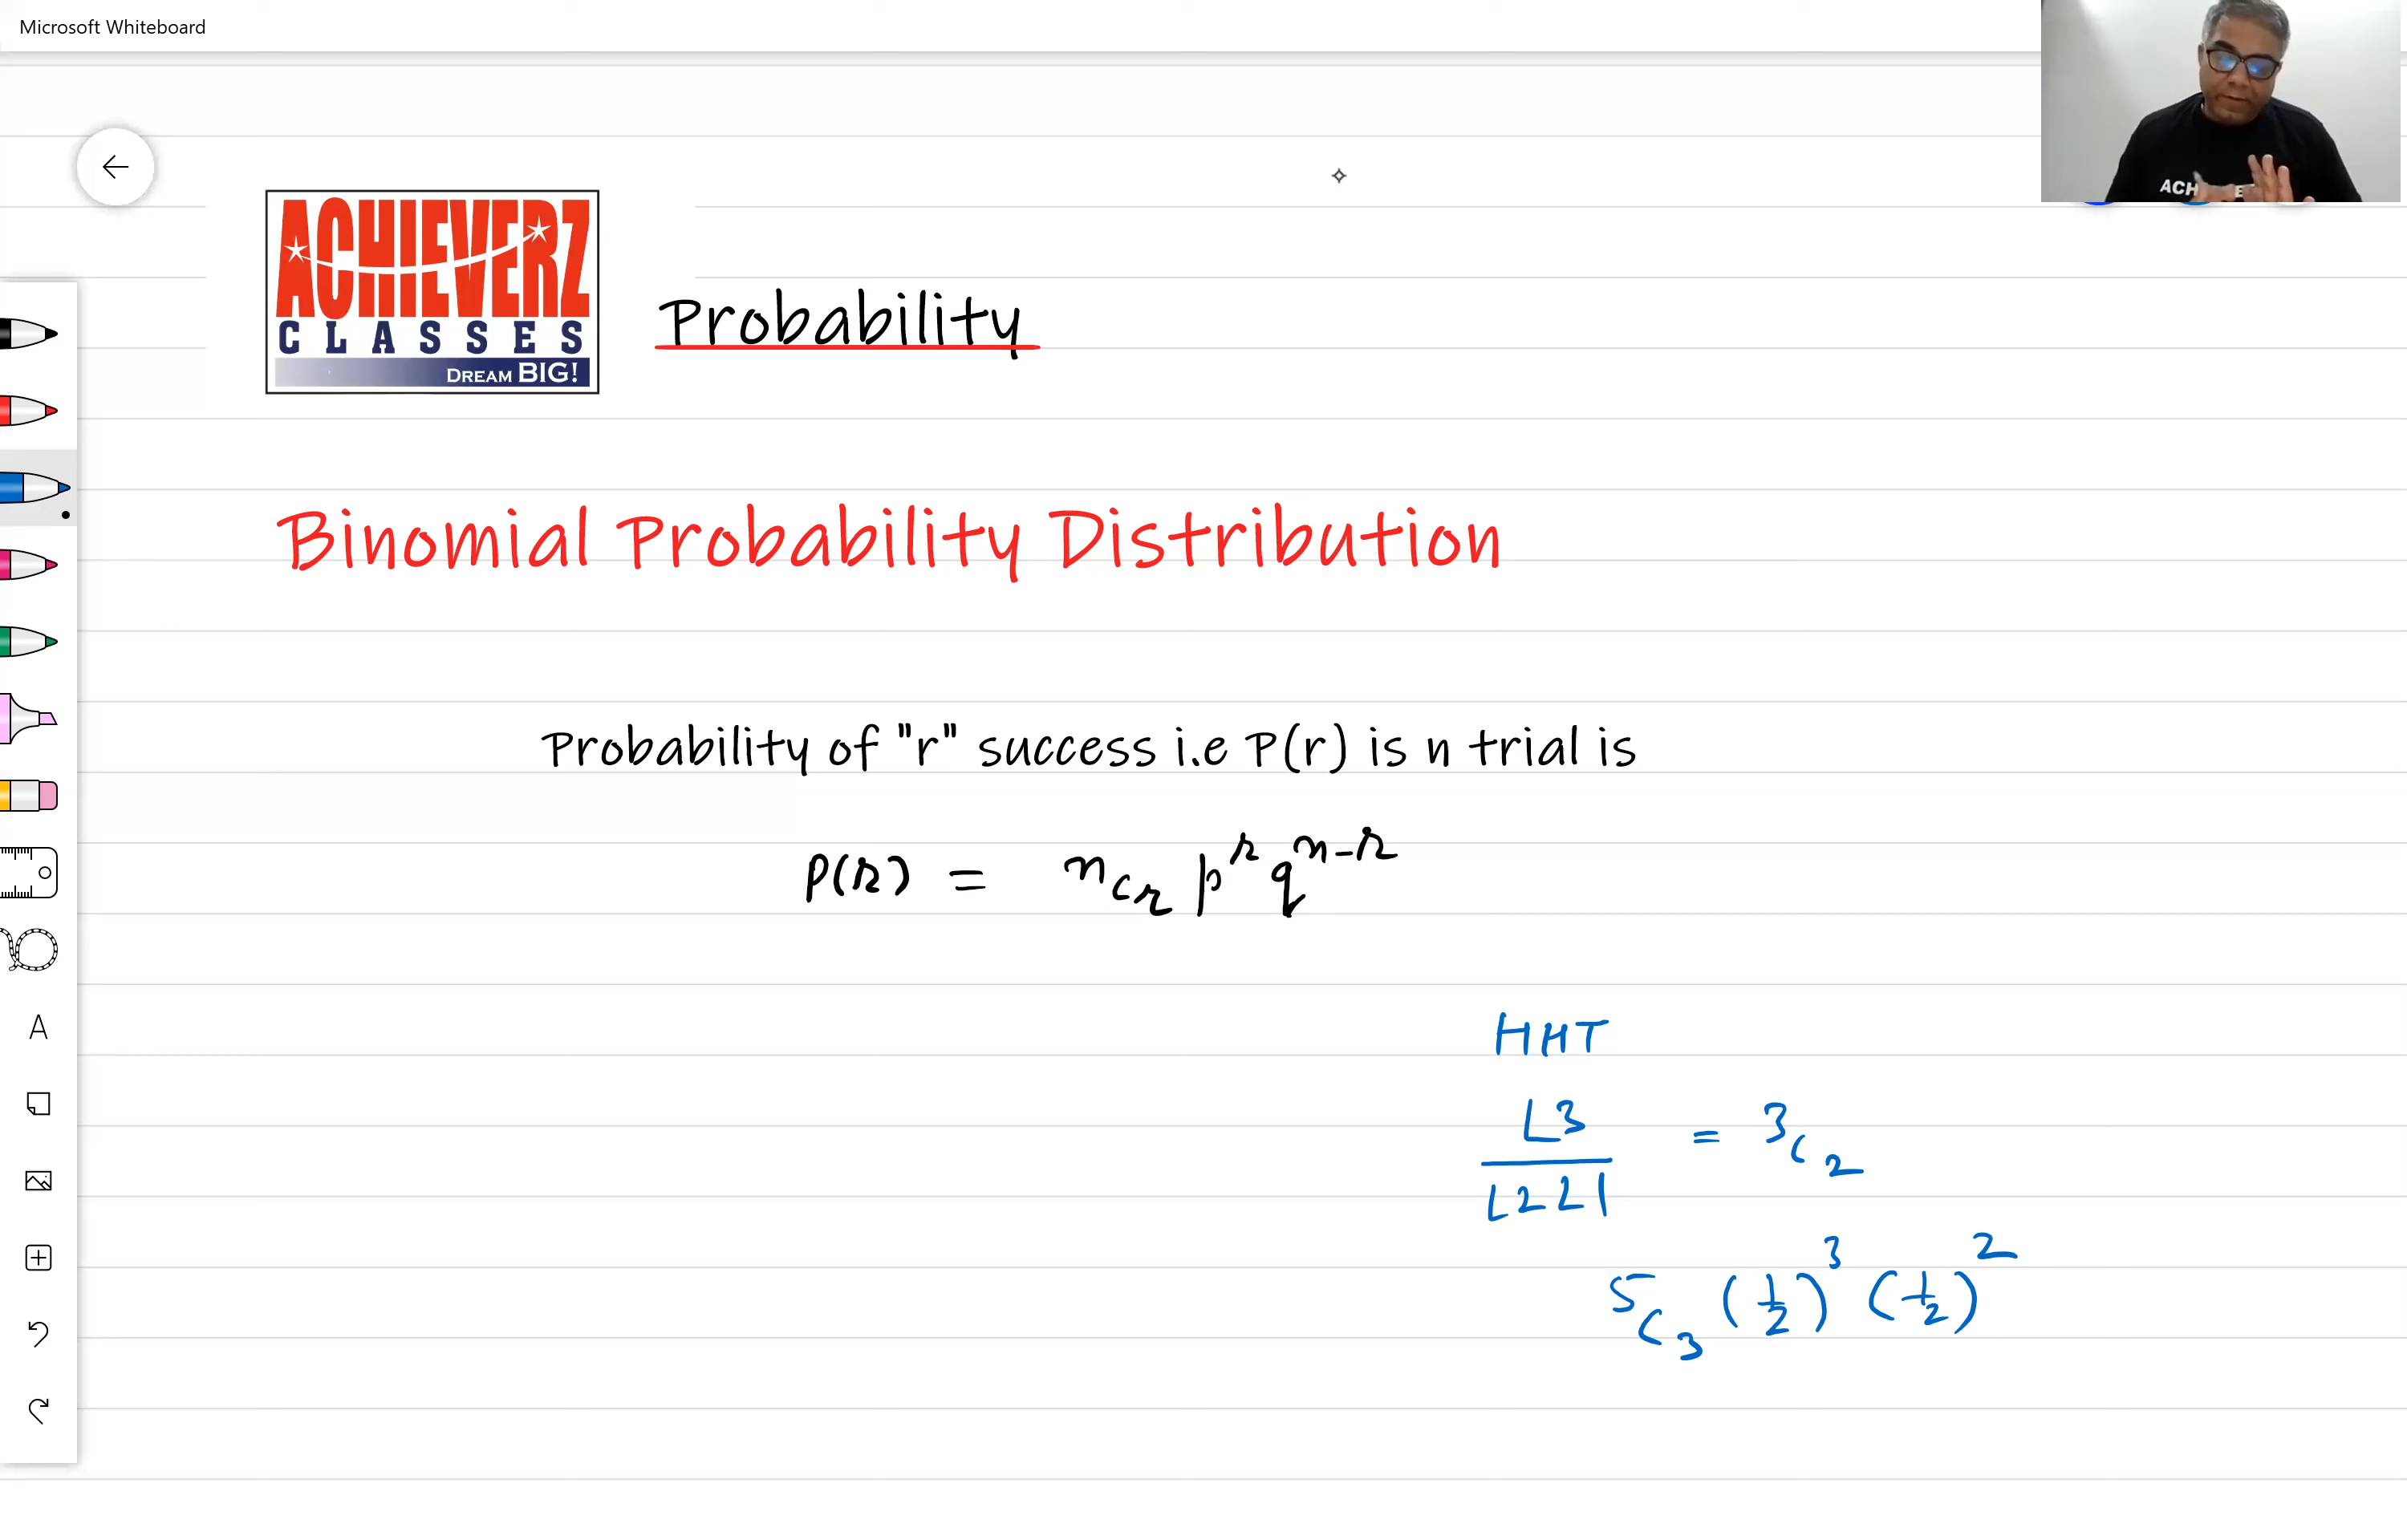 Microsoft Whiteboard
ACHIEVERZ
CLASSES
DREAM BIG!
Probability
Binomial Probability Distribution
Probability of "r" success i.e P(r) is n trial is
P(r) = nCr p^r q^n-r
HHT
L3
L2 L1
= 3C2
5C3 (1/2)^3 (1/2)^2
A